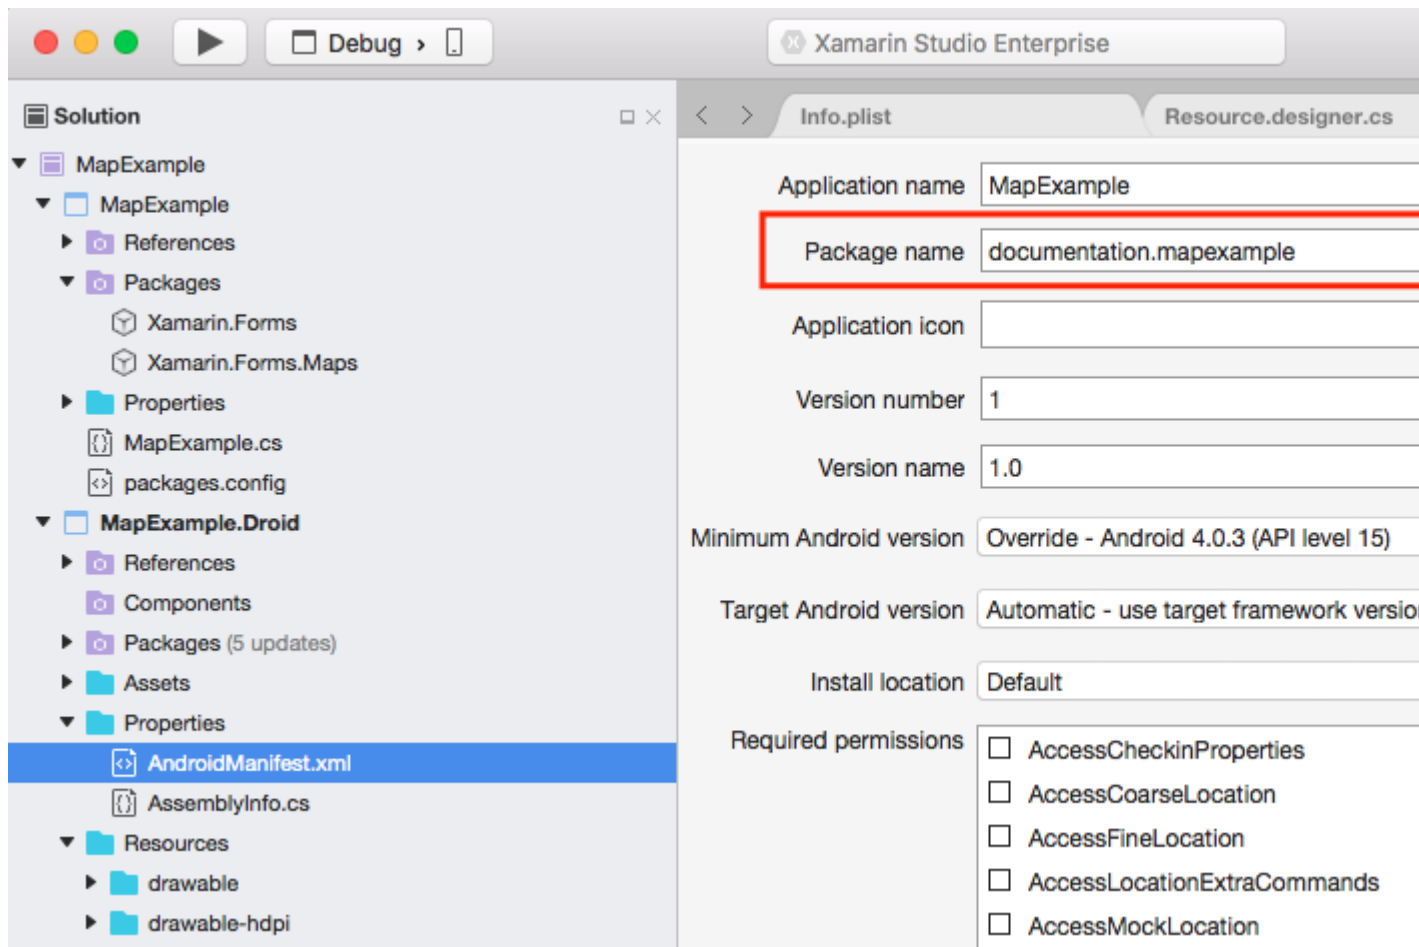 Debug
Xamarin Studio Enterprise
Solution
MapExample
MapExample
References
Packages
Xamarin.Forms
Xamarin.Forms.Maps
Properties
MapExample.cs
packages.config
MapExample.Droid
References
Components
Packages (5 updates)
Assets
Properties
AndroidManifest.xml
AssemblyInfo.cs
Resources
drawable
drawable-hdpi
Info.plist
Resource.designer.cs
Application name MapExample
Package name documentation.mapexample
Application icon
Version number 1
Version name 1.0
Minimum Android version Override - Android 4.0.3 (API level 15)
Target Android version Automatic - use target framework versio
Install location Default
Required permissions
AccessCheckinProperties
AccessCoarseLocation
AccessFineLocation
AccessLocationExtraCommands
AccessMockLocation